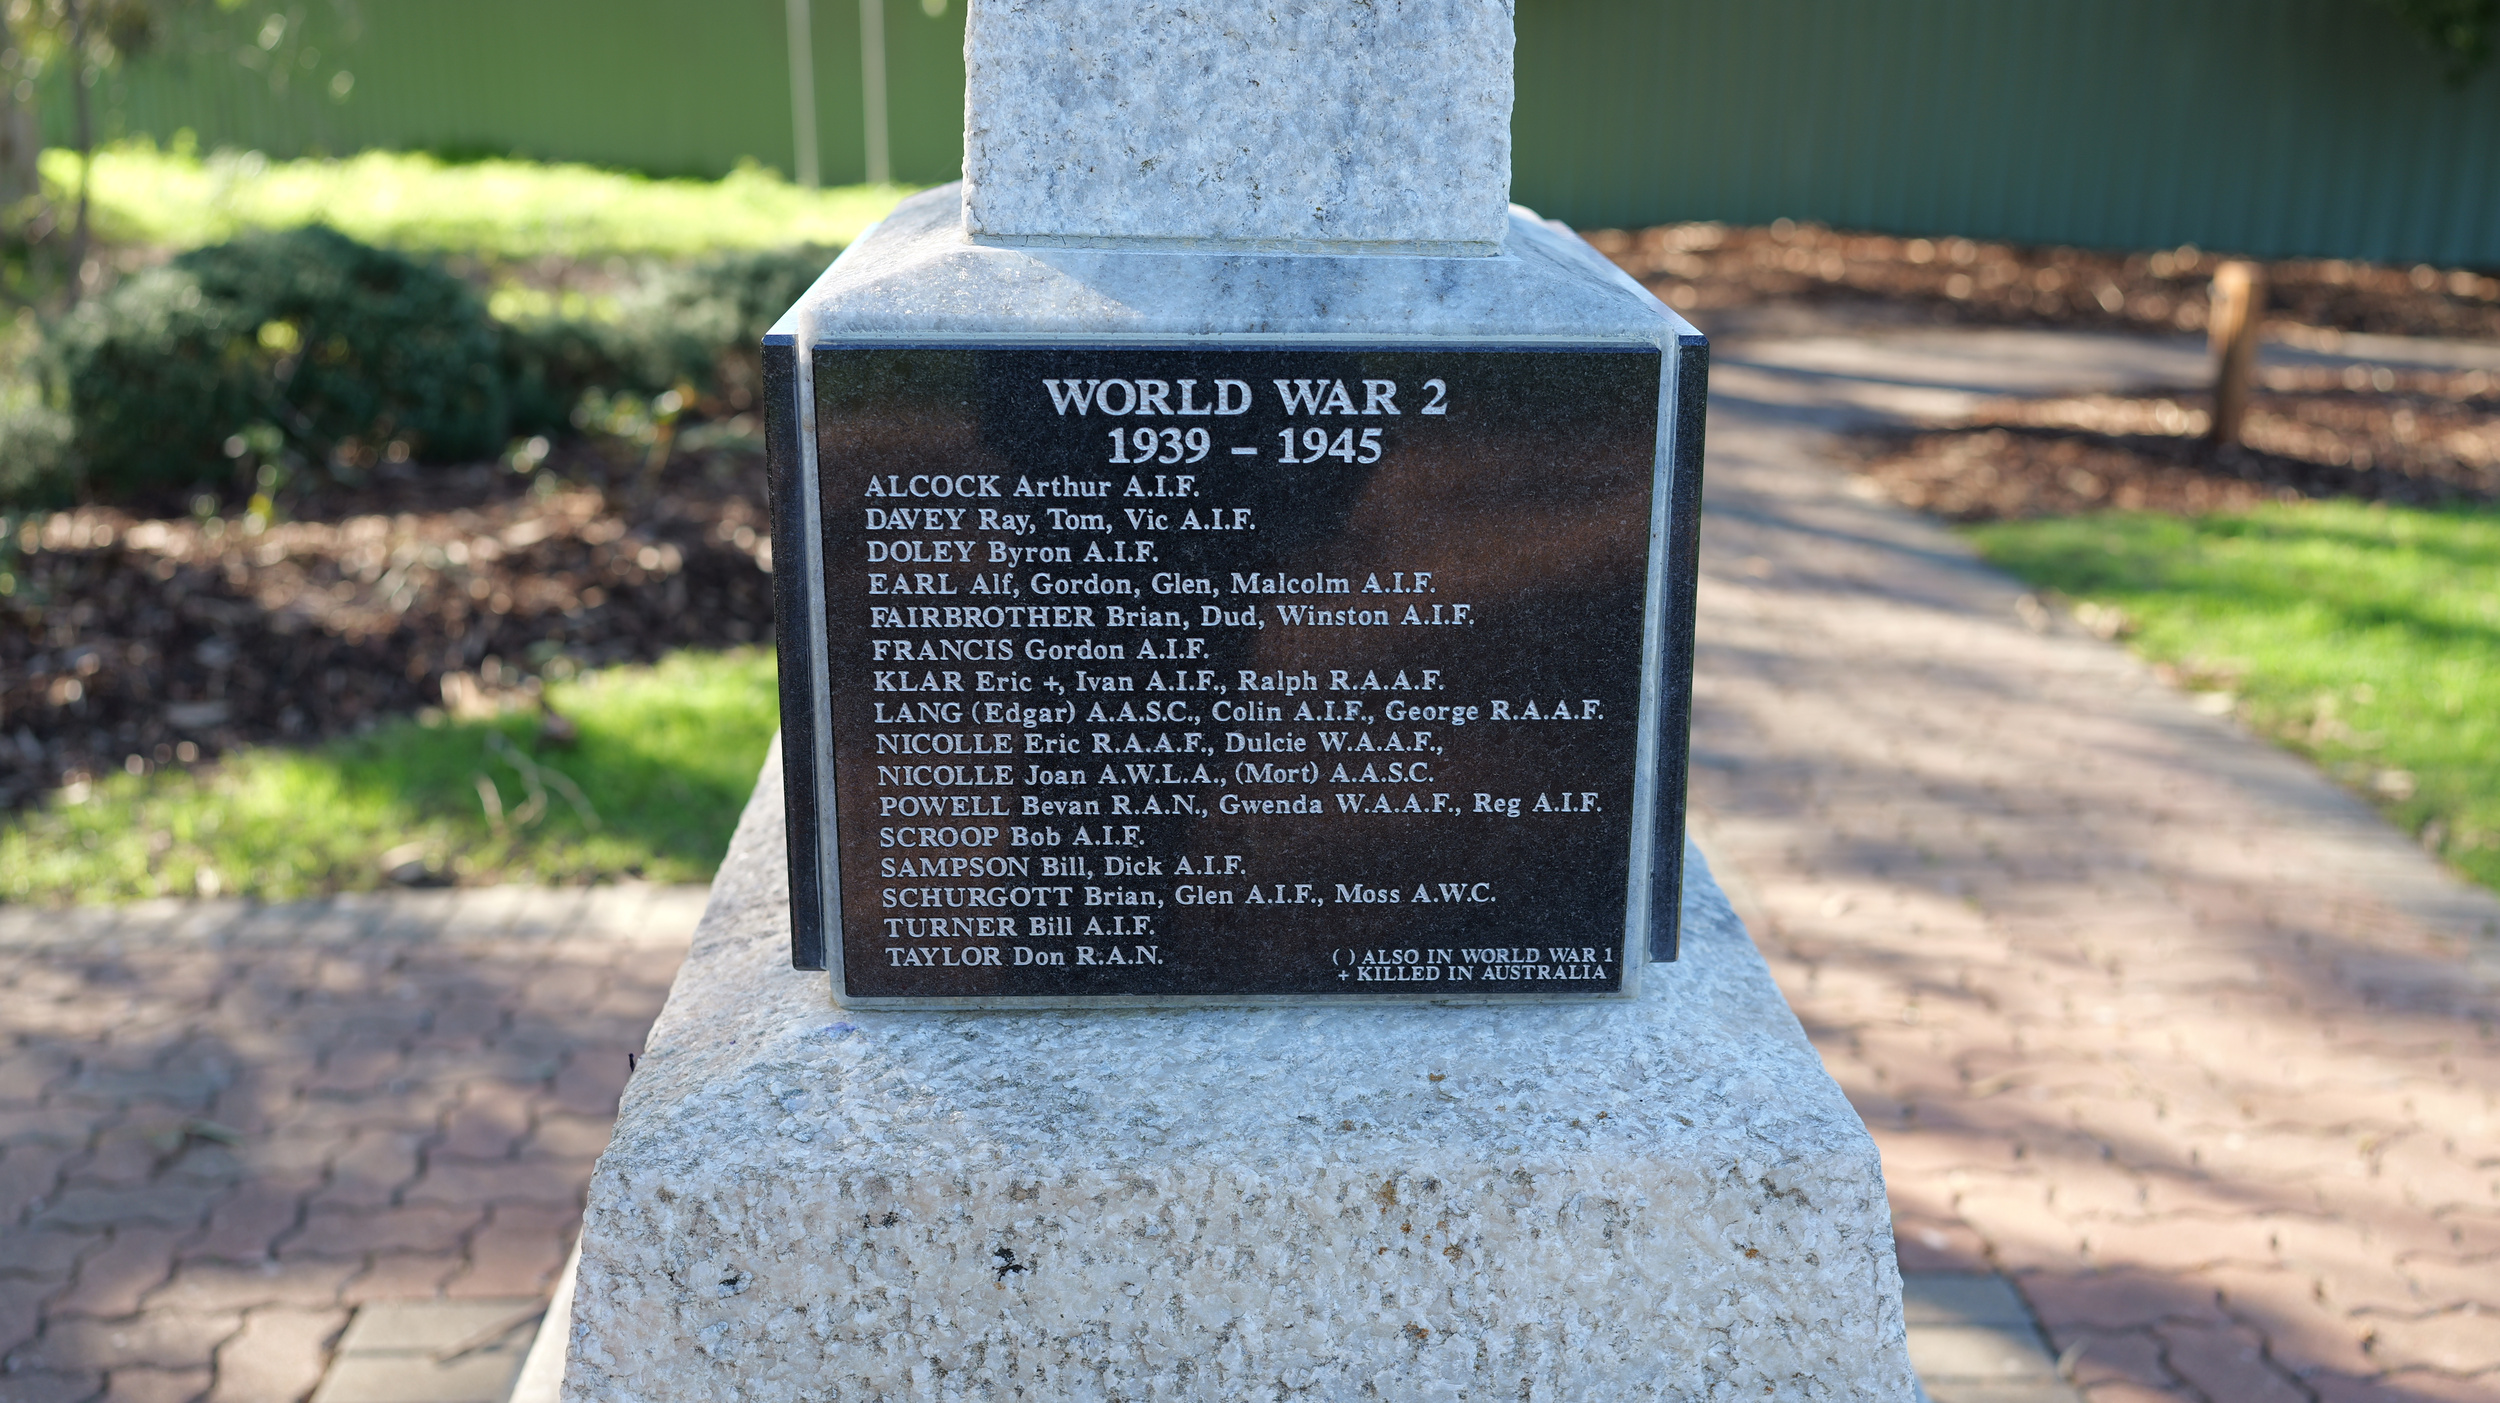 WORLD WAR 2
1939 – 1945
ALCOCK Arthur A.I.F.
DAVEY Ray, Tom, Vic A.I.F.
DOLEY Byron A.I.F.
EARL Alf, Gordon, Glen, Malcolm A.I.F.
FAIRBROTHER Brian, Dud, Winston A.I.F.
FRANCIS Gordon A.I.F.
KLAR Eric +, Ivan A.I.F., Ralph R.A.A.F.
LANG (Edgar) A.A.S.C., Colin A.I.F., George R.A.A.F.
NICOLLE Eric R.A.A.F., Dulcie W.A.A.F.,
NICOLLE Joan A.W.L.A., (Mort) A.A.S.C.
POWELL Bevan R.A.N., Gwenda W.A.A.F., Reg A.I.F.
SCROOP Bob A.I.F.
SAMPSON Bill, Dick A.I.F.
SCHURGOTT Brian, Glen A.I.F., Moss A.W.C.
TURNER Bill A.I.F.
TAYLOR Don R.A.N.
( ) ALSO IN WORLD WAR 1
+ KILLED IN AUSTRALIA